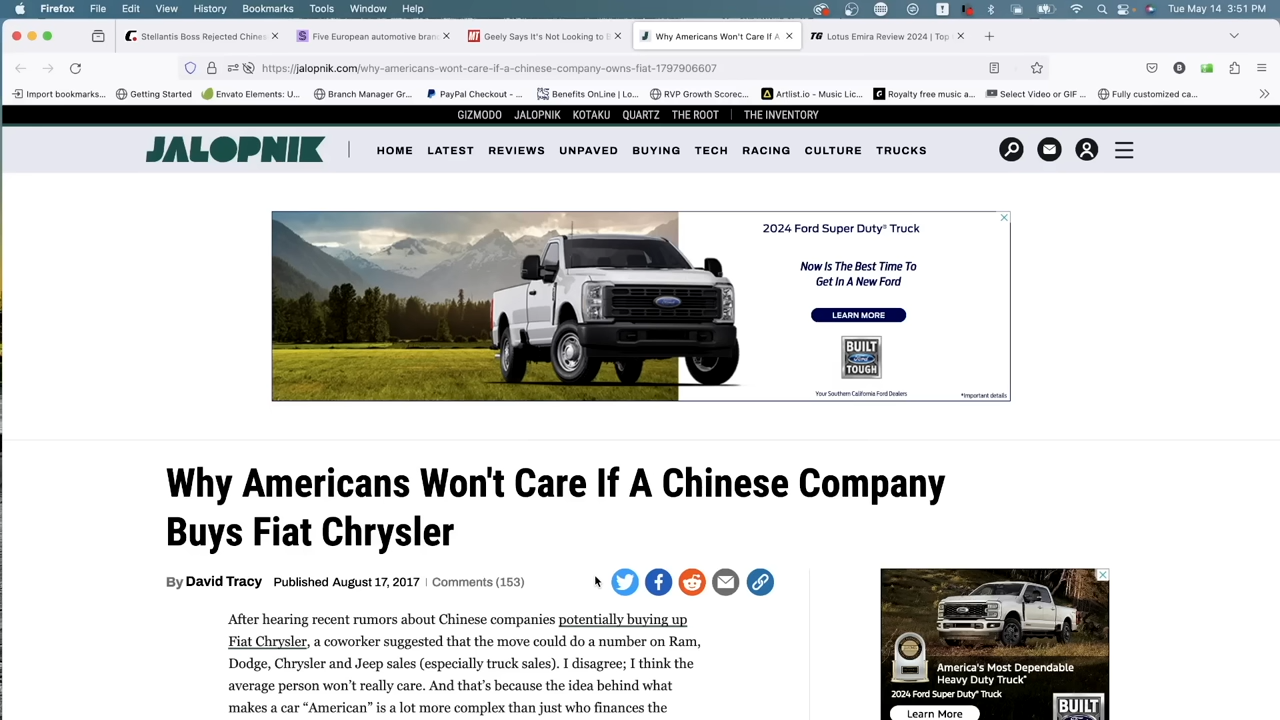 Firefox File Edit View History Bookmarks Tools Window Help Tue May 14 3:51 PM
Stellantis Boss Rejected Chines
Five European automotive bran
Geely Says It's Not Looking to B
Why Americans Won't Care If A
TG Lotus Emira Review 2024 | Top
https://jalopnik.com/why-americans-wont-care-if-a-chinese-company-owns-fiat-1797906607
Import bookmarks... Getting Started Envato Elements: U... Branch Manager Gr... PayPal Checkout - ... Benefits OnLine | Lo... RVP Growth Scorec... Artlist.io - Music Lic... Royalty free music a... Select Video or GIF ... Fully customized ca...
GIZMODO JALOPNIK KOTAKU QUARTZ THE ROOT THE INVENTORY
JALOPNIK HOME LATEST REVIEWS UNPAVED BUYING TECH RACING CULTURE TRUCKS
2024 Ford Super Duty® Truck
Now Is The Best Time To
Get In A New Ford
LEARN MORE
BUILT
Ford
TOUGH
Your Southern California Ford Dealers
*Important details
Why Americans Won't Care If A Chinese Company
Buys Fiat Chrysler
By David Tracy Published August 17, 2017 | Comments (153)
After hearing recent rumors about Chinese companies potentially buying up
Fiat Chrysler, a coworker suggested that the move could do a number on Ram,
Dodge, Chrysler and Jeep sales (especially truck sales). I disagree; I think the
average person won't really care. And that's because the idea behind what
makes a car “American” is a lot more complex than just who finances the
America's Most Dependable
Heavy Duty Truck*
2024 Ford Super Duty® Truck
Learn More
BUILT